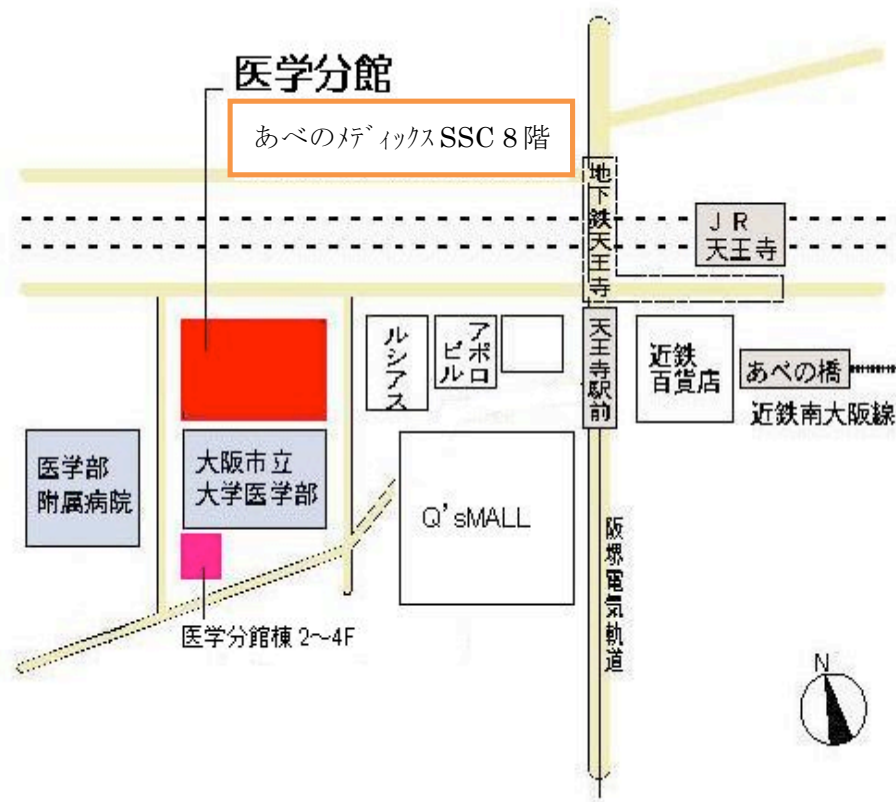 医学分館
あべのﾒﾃﾞｨｯｸｽ SSC 8階
地下鉄天王寺
ＪＲ
天王寺
ルシアス
アポロ
ビル
天王寺駅前
近鉄
百貨店
あべの橋
近鉄南大阪線
医学部
附属病院
大阪市立
大学医学部
Q'sMALL
阪堺電気軌道
医学分館棟 2～4F
N